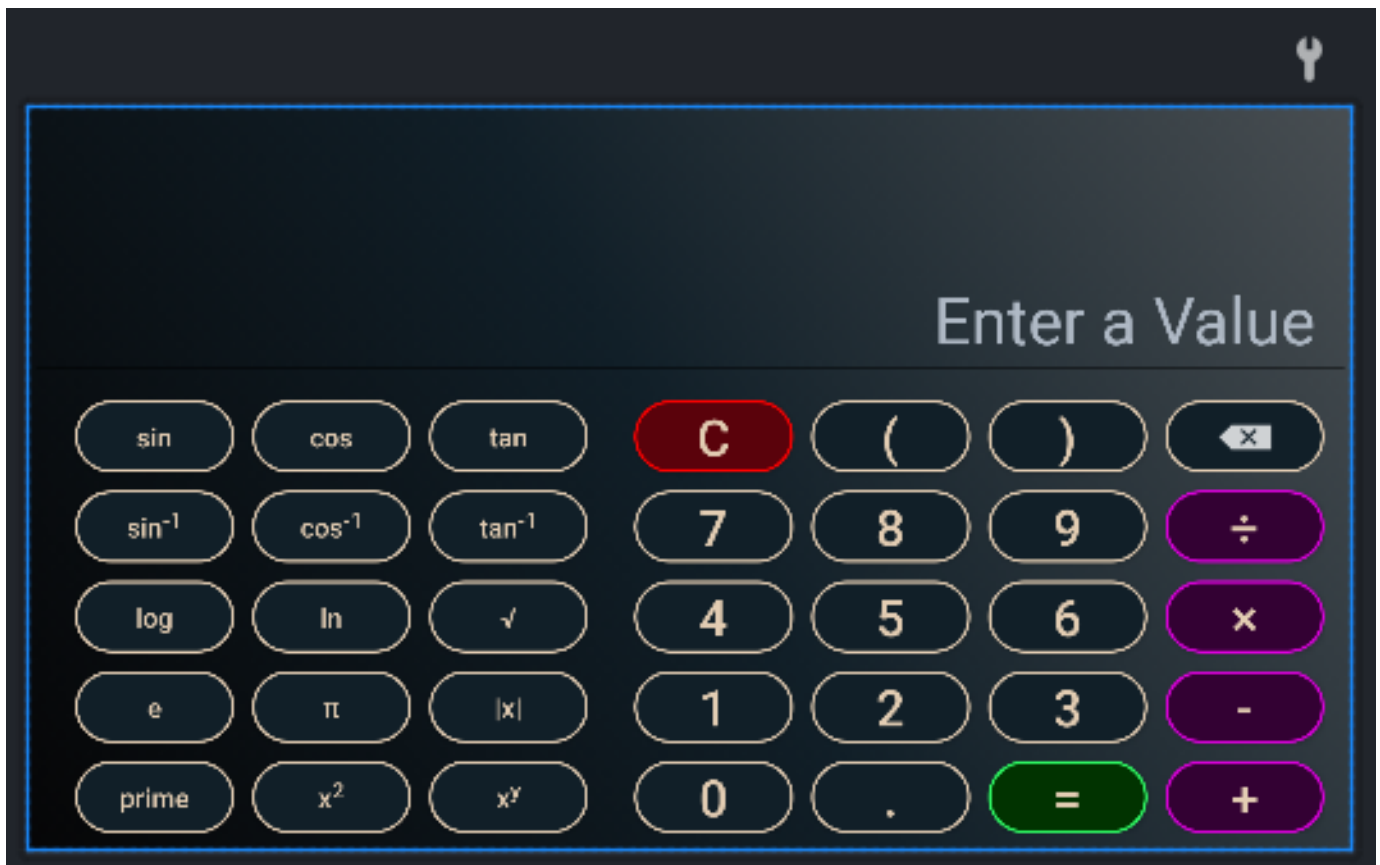 Enter a Value
sin cos tan C ( )
sin⁻¹ cos⁻¹ tan⁻¹ 7 8 9 ÷
log ln √ 4 5 6 ×
e π |x| 1 2 3 -
prime x² xʸ 0 . = +